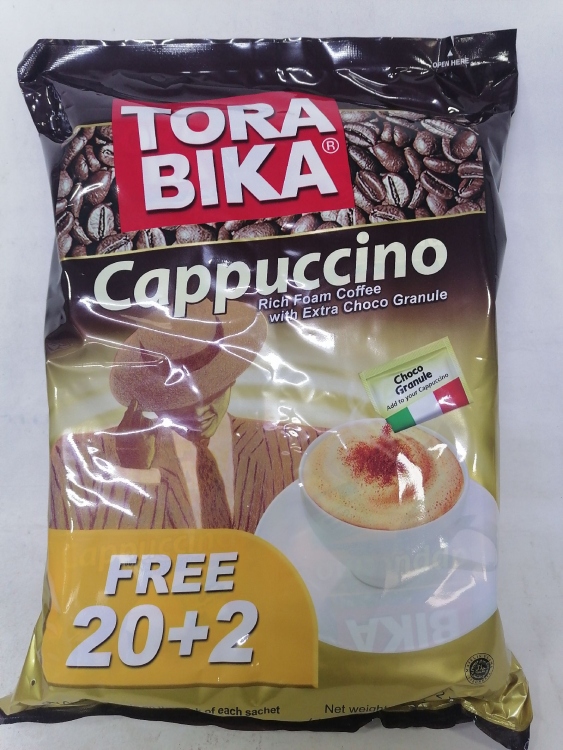 OPEN HERE
TORA
BIKA®
Cappuccino
Rich Foam Coffee
with Extra Choco Granule
Choco
Granule
Add to your Cappuccino
FREE
20+2
BIKA
of each sachet
Net weight